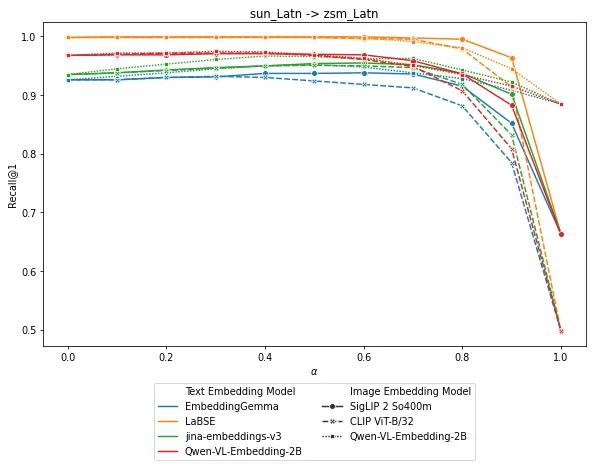 sun_Latn -> zsm_Latn
1.0
0.9
0.8
0.7
0.6
0.5
Recall@1
0.0 0.2 0.4 0.6 0.8 1.0
α
Text Embedding Model Image Embedding Model
EmbeddingGemma SigLIP 2 So400m
LaBSE CLIP ViT-B/32
jina-embeddings-v3 Qwen-VL-Embedding-2B
Qwen-VL-Embedding-2B